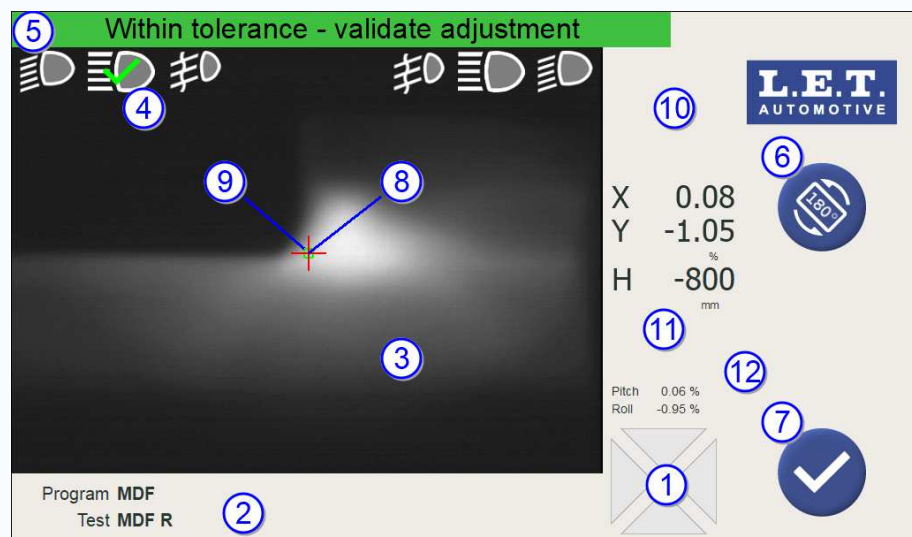 5
Within tolerance - validate adjustment
4
10
L.E.T.
AUTOMOTIVE
6
180°
9
8
X 0.08
Y -1.05
%
H -800
mm
11
3
12
Pitch 0.06 %
Roll -0.95 %
7
1
Program MDF
Test MDF R
2